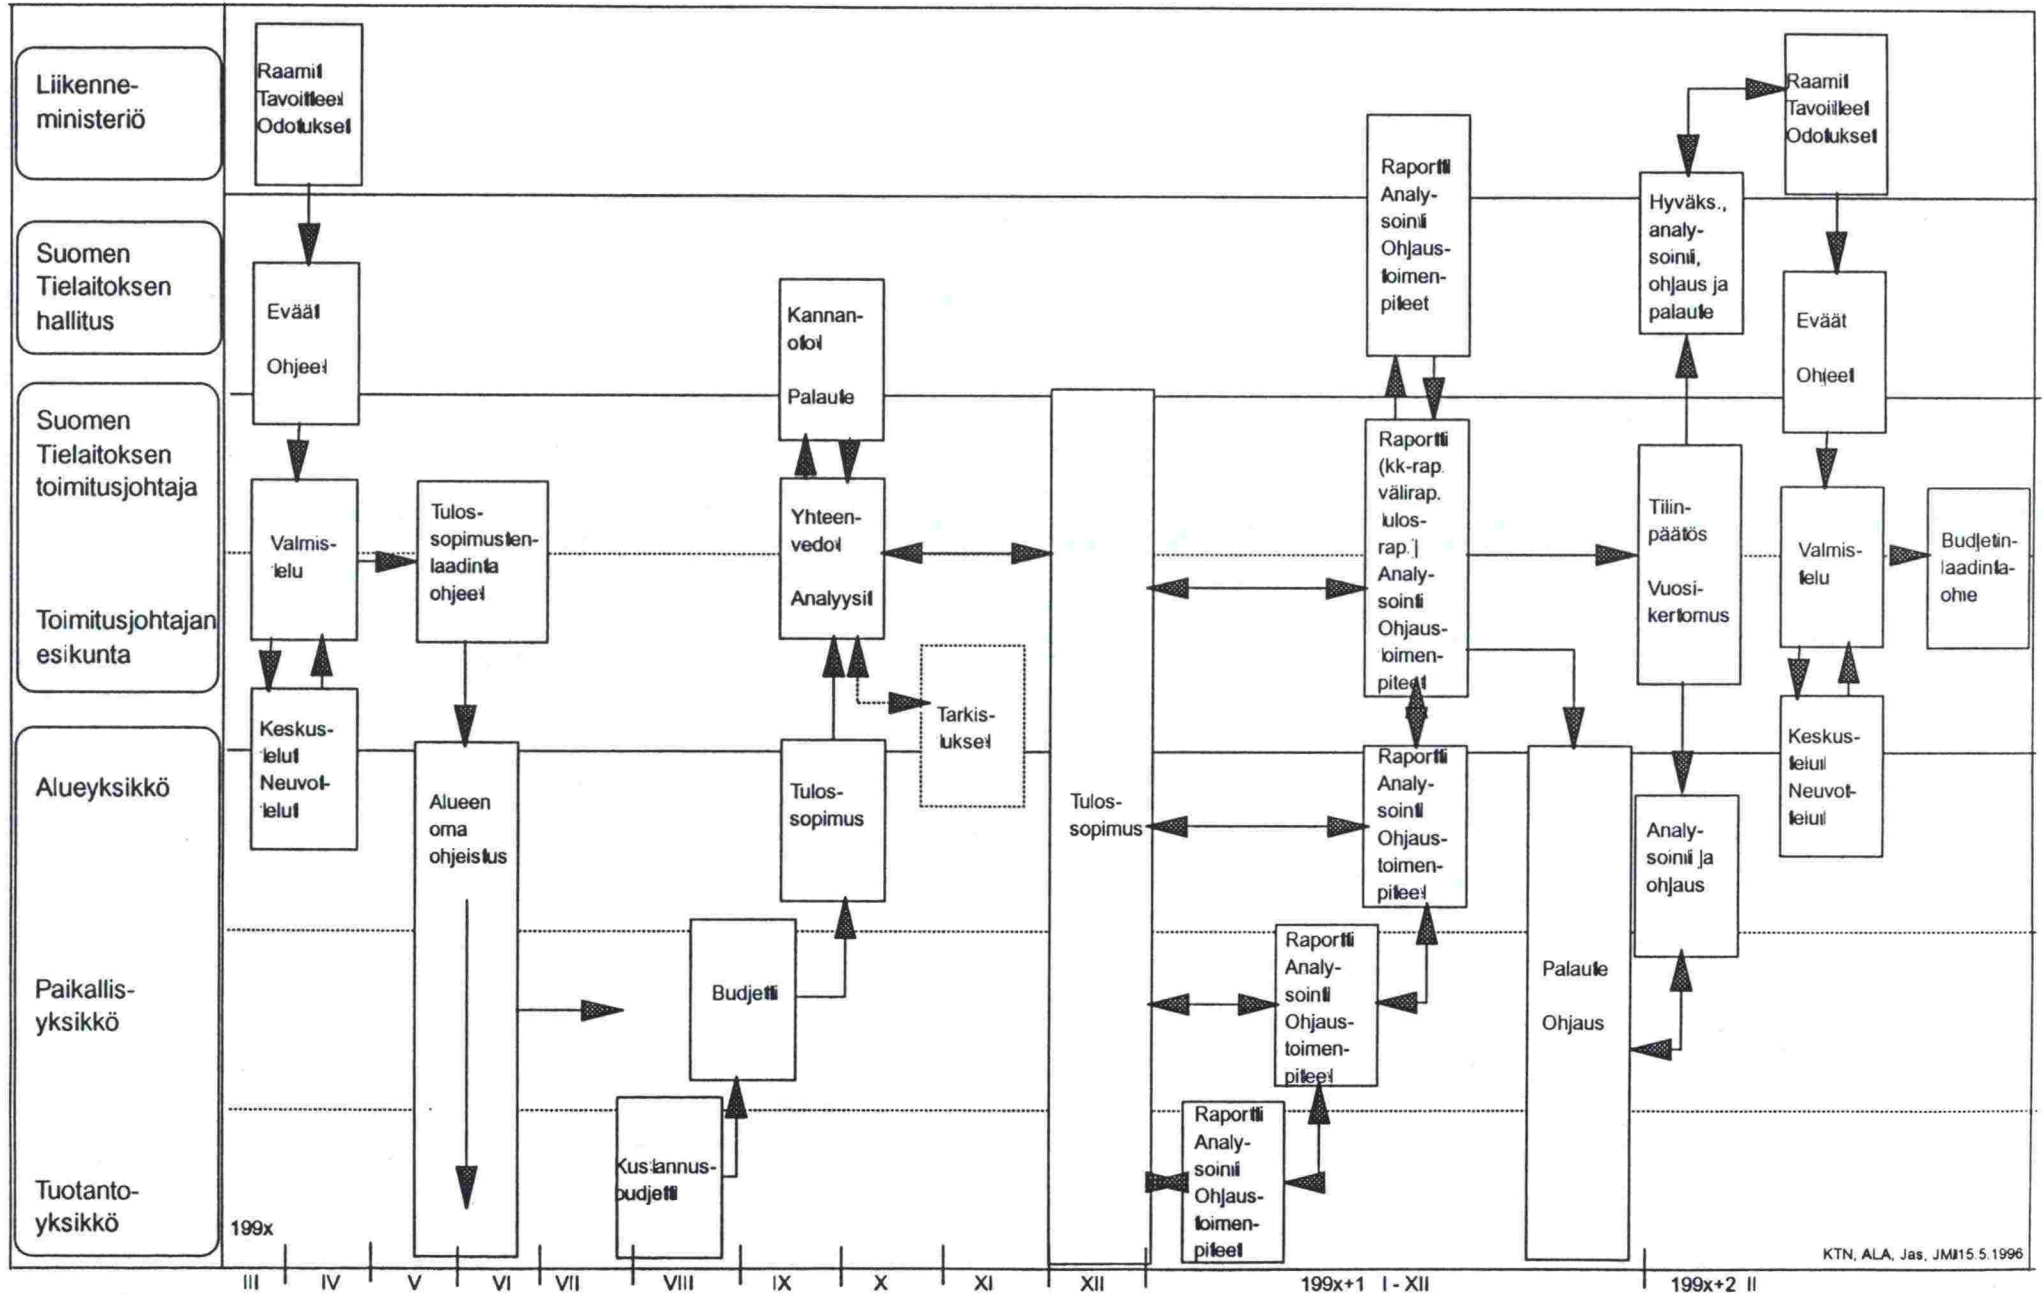 Liikenne-
ministeriö
Suomen
Tielaitoksen
hallitus
Suomen
Tielaitoksen
toimitusjohtaja
Toimitusjohtajan
esikunta
Alueyksikkö
Paikallis-
yksikkö
Tuotanto-
yksikkö
Raamit
Tavoitteet
Odotukset
Eväät
Ohjeet
Valmis-
telu
Keskus-
telut
Neuvot-
telut
Tulos-
sopimusten-
laadinta
ohjeet
Alueen
oma
ohjeistus
Kustannus-
budjetti
Budjetti
Tulos-
sopimus
Yhteen-
vedot
Analyysit
Kannan-
otot
Palaute
Tarkis-
tukset
Tulos-
sopimus
Raportti
Analy-
sointi
Ohjaus-
toimen-
piteet
Raportti
(kk-rap.
välirap.
tulos-
rap.)
Analy-
sointi
Ohjaus-
toimen-
piteet
Raportti
Analy-
sointi
Ohjaus-
toimen-
piteet
Raportti
Analy-
sointi
Ohjaus-
toimen-
piteet
Raportti
Analy-
sointi
Ohjaus-
toimen-
piteet
Palaute
Ohjaus
Hyväks.,
analy-
sointi,
ohjaus ja
palaute
Tilin-
päätös
Vuosi-
kertomus
Analy-
sointi ja
ohjaus
Raamit
Tavoitteet
Odotukset
Eväät
Ohjeet
Valmis-
telu
Keskus-
telut
Neuvot-
telut
Budjetin-
laadinta-
ohje
199x
KTN, ALA, Jas, JMI/15.5.1996
III IV V VI VII VIII IX X XI XII 199x+1 I - XII 199x+2 II